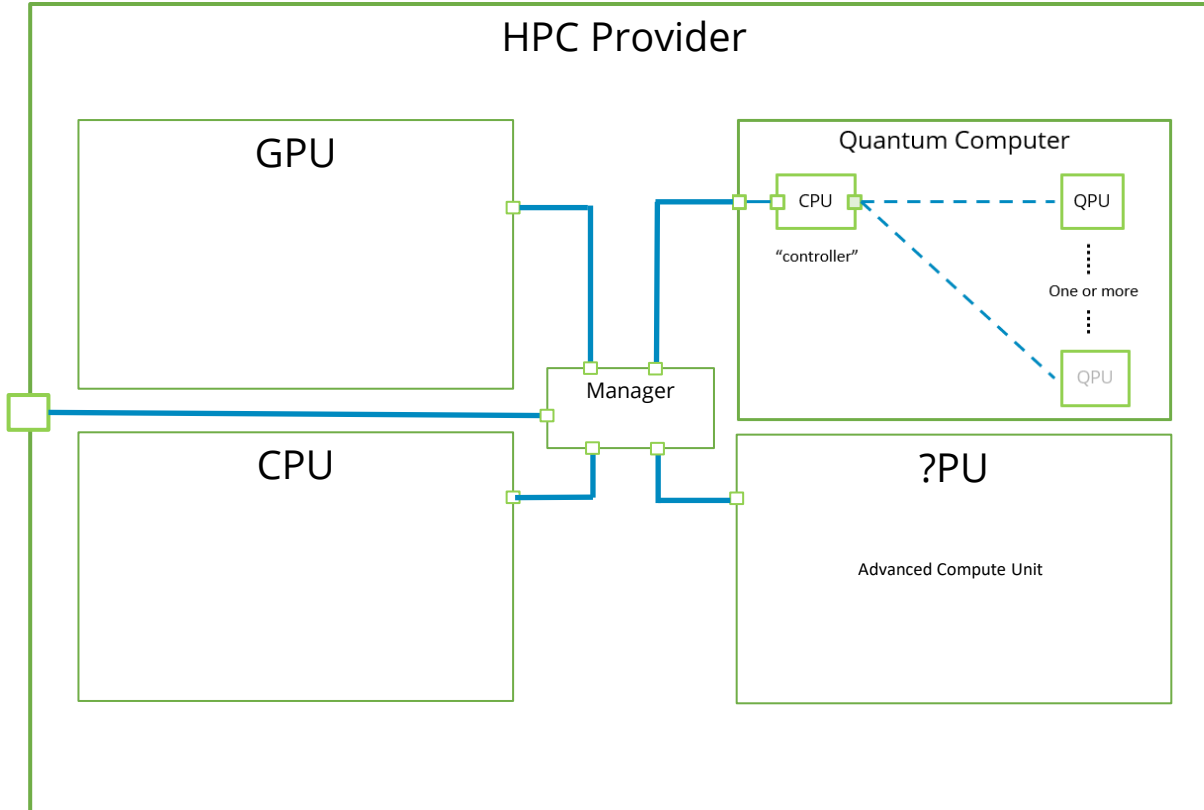 HPC Provider
GPU
Quantum Computer
CPU
QPU
“controller”
One or more
QPU
Manager
CPU
?PU
Advanced Compute Unit